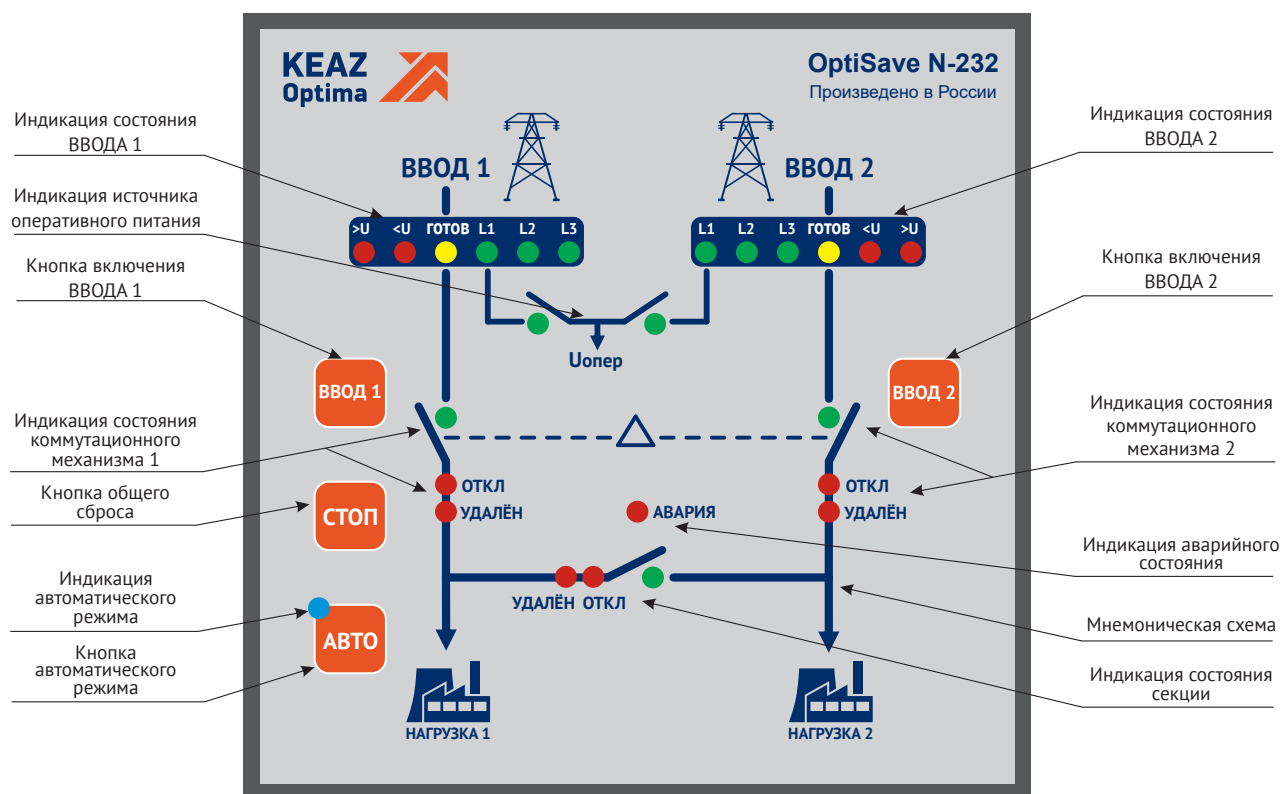 KEAZ
Optima
OptiSave N-232
Произведено в России
Индикация состояния
ВВОДА 1
Индикация источника
оперативного питания
Кнопка включения
ВВОДА 1
Индикация состояния
коммутационного
механизма 1
Кнопка общего
сброса
Индикация
автоматического
режима
Кнопка
автоматического
режима
ВВОД 1
ВВОД 2
>U <U ГОТОВ L1 L2 L3
L1 L2 L3 ГОТОВ <U >U
Uопер
ВВОД 1
ВВОД 2
ОТКЛ
УДАЛЁН
АВАРИЯ
ОТКЛ
УДАЛЁН
СТОП
УДАЛЁН ОТКЛ
АВТО
НАГРУЗКА 1
НАГРУЗКА 2
Индикация состояния
ВВОДА 2
Кнопка включения
ВВОДА 2
Индикация состояния
коммутационного
механизма 2
Индикация аварийного
состояния
Мнемоническая схема
Индикация состояния
секции